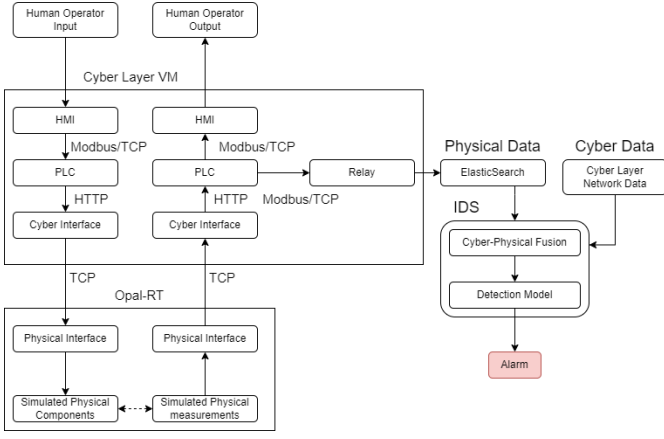 Human Operator
Input
Human Operator
Output
Cyber Layer VM
HMI
HMI
Modbus/TCP
Modbus/TCP
Physical Data
Cyber Data
PLC
PLC
Relay
ElasticSearch
Cyber Layer
Network Data
HTTP
HTTP
Modbus/TCP
IDS
Cyber Interface
Cyber Interface
Cyber-Physical Fusion
TCP
TCP
Detection Model
Opal-RT
Physical Interface
Physical Interface
Alarm
Simulated Physical
Components
Simulated Physical
measurements